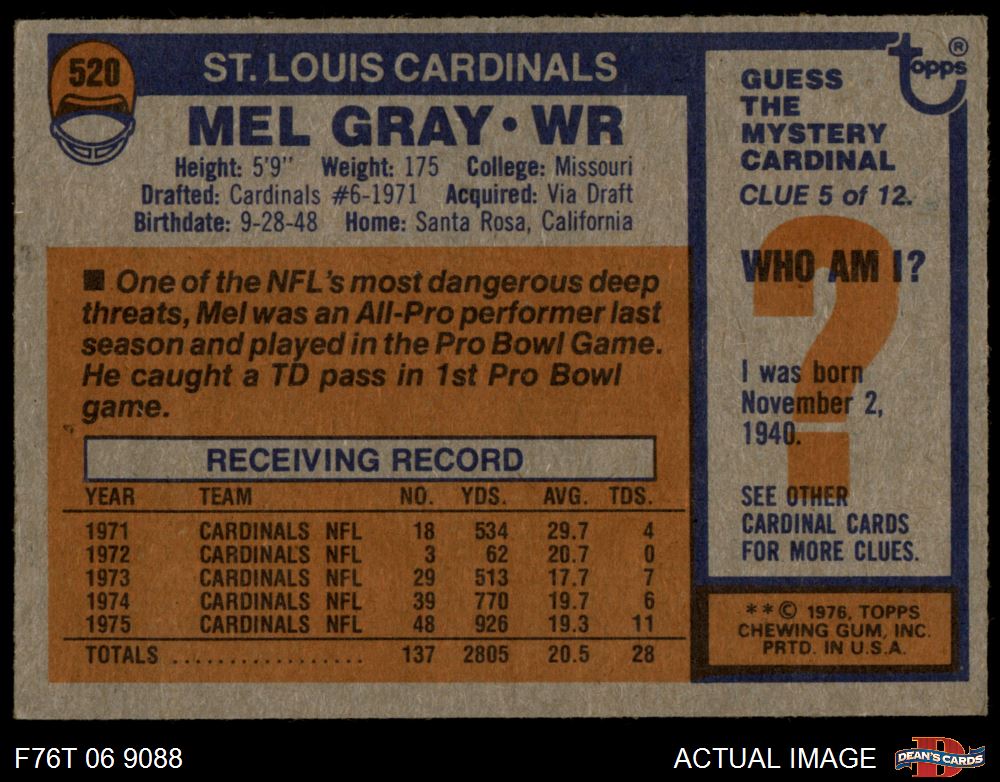 520
ST. LOUIS CARDINALS
MEL GRAY • WR
Height: 5'9" Weight: 175 College: Missouri
Drafted: Cardinals #6-1971 Acquired: Via Draft
Birthdate: 9-28-48 Home: Santa Rosa, California
■ One of the NFL's most dangerous deep
threats, Mel was an All-Pro performer last
season and played in the Pro Bowl Game.
He caught a TD pass in 1st Pro Bowl
game.
RECEIVING RECORD
YEAR TEAM NO. YDS. AVG. TDS.
1971 CARDINALS NFL 18 534 29.7 4
1972 CARDINALS NFL 3 62 20.7 0
1973 CARDINALS NFL 29 513 17.7 7
1974 CARDINALS NFL 39 770 19.7 6
1975 CARDINALS NFL 48 926 19.3 11
TOTALS .................. 137 2805 20.5 28
topps ®
GUESS
THE
MYSTERY
CARDINAL
CLUE 5 of 12.
?
WHO AM I?
I was born
November 2,
1940.
SEE OTHER
CARDINAL CARDS
FOR MORE CLUES.
**© 1976, TOPPS
CHEWING GUM, INC.
PRTD. IN U.S.A.
F76T 06 9088
ACTUAL IMAGE
D
DEAN'S CARDS